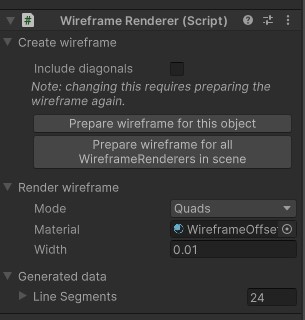 Wireframe Renderer (Script)
Create wireframe
Include diagonals
Note: changing this requires preparing the
wireframe again.
Prepare wireframe for this object
Prepare wireframe for all
WireframeRenderers in scene
Render wireframe
Mode Quads
Material WireframeOffse
Width 0.01
Generated data
Line Segments 24